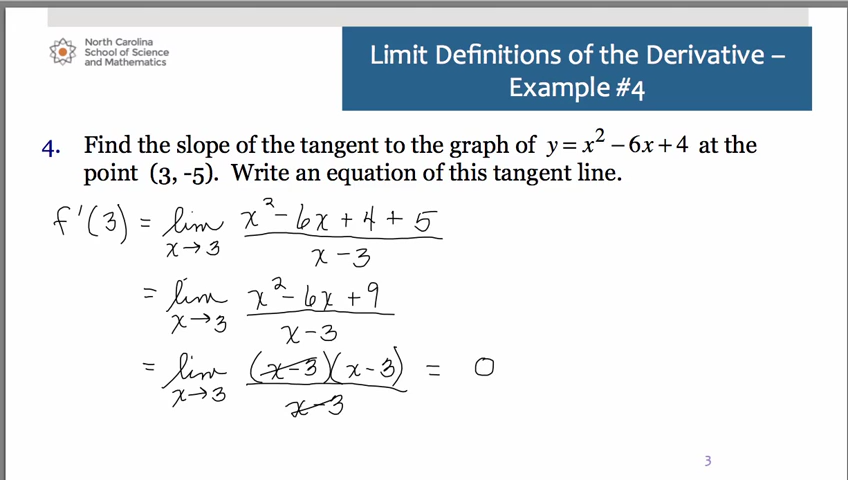 North Carolina
School of Science
and Mathematics
Limit Definitions of the Derivative –
Example #4
4. Find the slope of the tangent to the graph of y = x² − 6x + 4 at the
point (3, -5). Write an equation of this tangent line.
f'(3) = lim x→3 (x² − 6x + 4 + 5)/(x − 3)
= lim x→3 (x² − 6x + 9)/(x − 3)
= lim x→3 (x − 3)(x − 3)/(x − 3) = 0
3